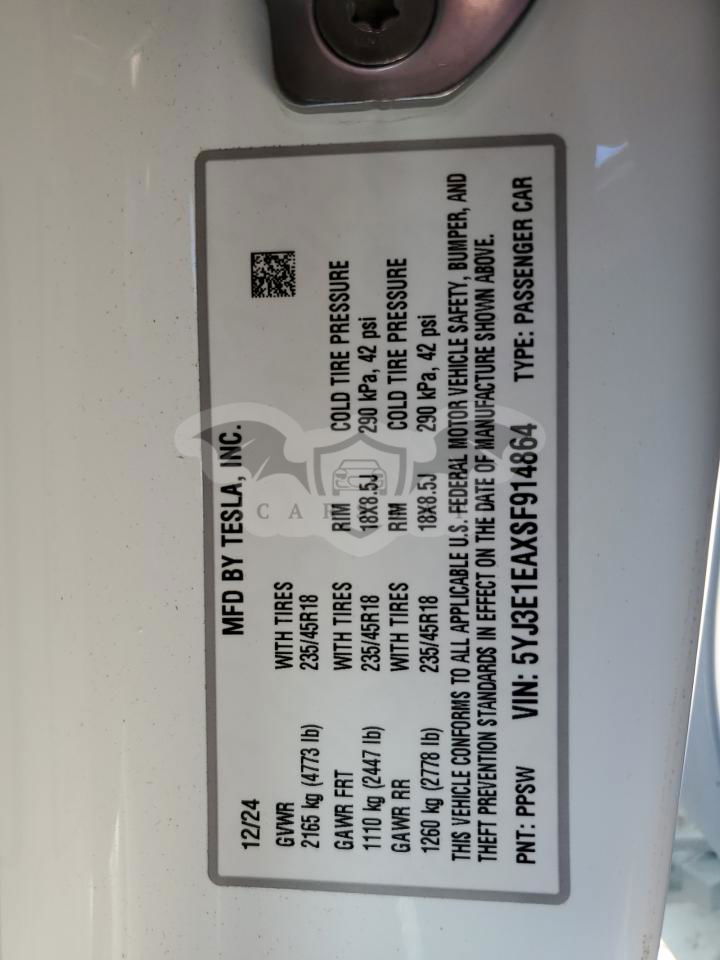 MFD BY TESLA, INC.
12/24
GVWR WITH TIRES RIM COLD TIRE PRESSURE
2165 kg (4773 lb) 235/45R18 18X8.5J 290 kPa, 42 psi
GAWR FRT WITH TIRES RIM COLD TIRE PRESSURE
1110 kg (2447 lb) 235/45R18 18X8.5J 290 kPa, 42 psi
GAWR RR
1260 kg (2778 lb) 235/45R18
THIS VEHICLE CONFORMS TO ALL APPLICABLE U.S. FEDERAL MOTOR VEHICLE SAFETY, BUMPER, AND
THEFT PREVENTION STANDARDS IN EFFECT ON THE DATE OF MANUFACTURE SHOWN ABOVE.
PNT: PPSW VIN: 5YJ3E1EAXSF914864 TYPE: PASSENGER CAR